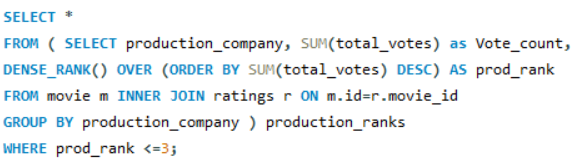 SELECT *
FROM ( SELECT production_company, SUM(total_votes) as Vote_count,
DENSE_RANK() OVER (ORDER BY SUM(total_votes) DESC) AS prod_rank
FROM movie m INNER JOIN ratings r ON m.id=r.movie_id
GROUP BY production_company ) production_ranks
WHERE prod_rank <=3;